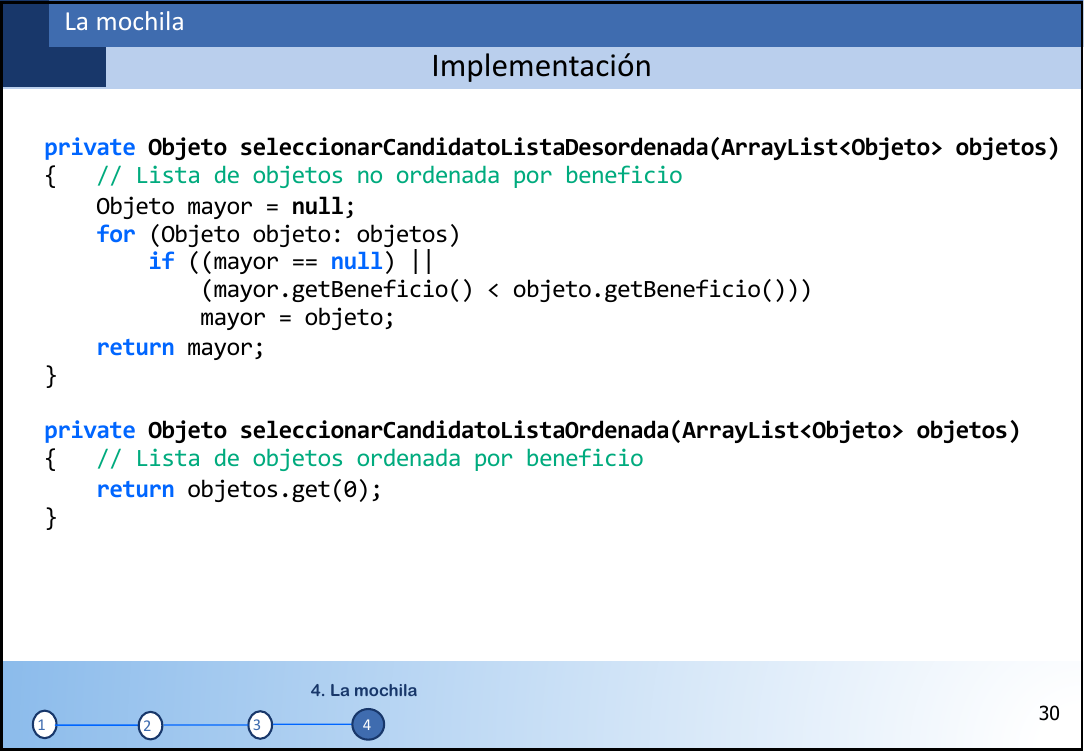 La mochila
Implementación
private Objeto seleccionarCandidatoListaDesordenada(ArrayList<Objeto> objetos)
{   // Lista de objetos no ordenada por beneficio
    Objeto mayor = null;
    for (Objeto objeto: objetos)
        if ((mayor == null) ||
            (mayor.getBeneficio() < objeto.getBeneficio()))
            mayor = objeto;
    return mayor;
}
private Objeto seleccionarCandidatoListaOrdenada(ArrayList<Objeto> objetos)
{   // Lista de objetos ordenada por beneficio
    return objetos.get(0);
}
4. La mochila
1 2 3 4
30